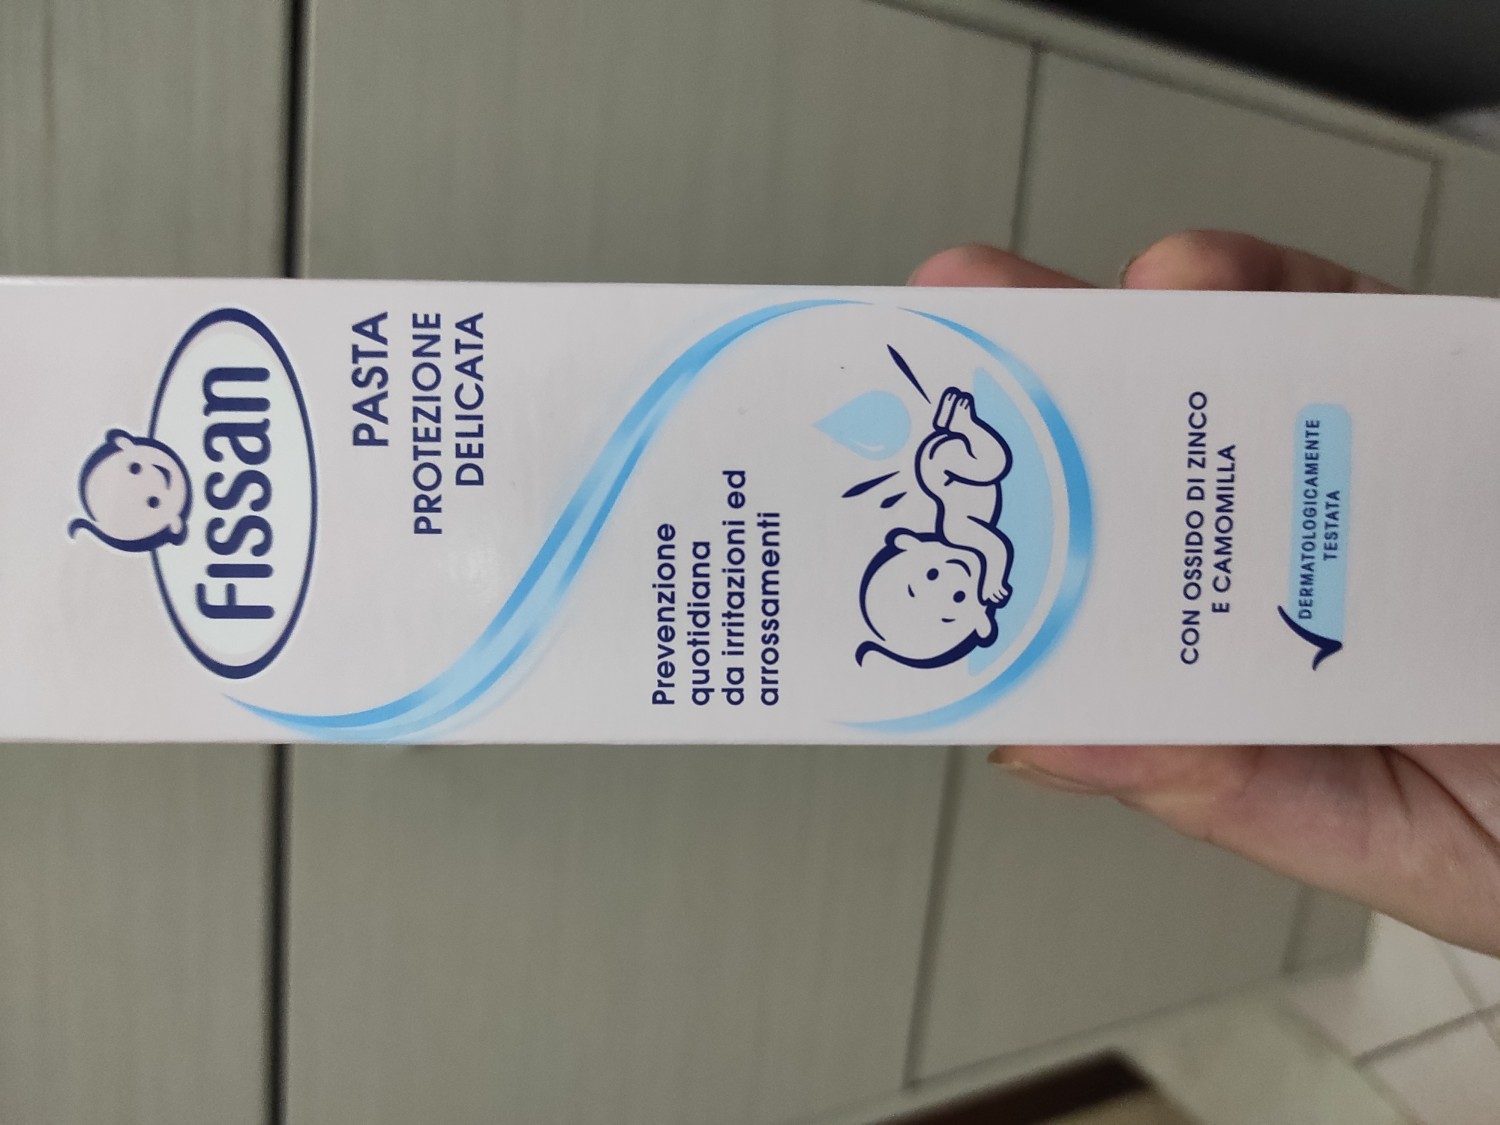 Fissan
PASTA
PROTEZIONE
DELICATA
Prevenzione
quotidiana
da irritazioni ed
arrossamenti
CON OSSIDO DI ZINCO
E CAMOMILLA
DERMATOLOGICAMENTE
TESTATA